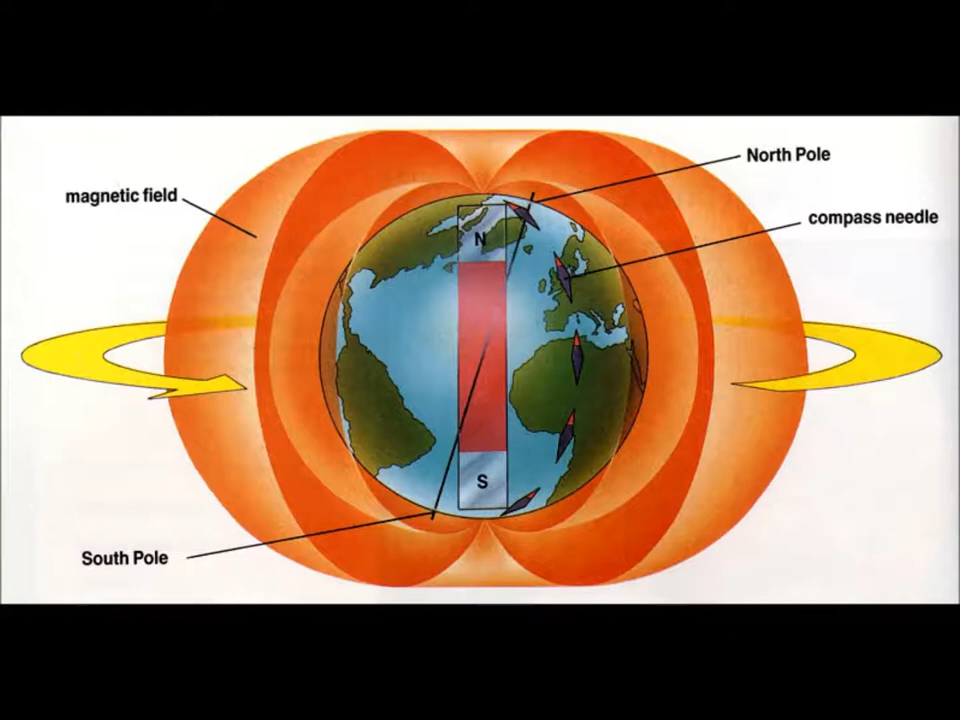 North Pole
magnetic field
compass needle
N
S
South Pole